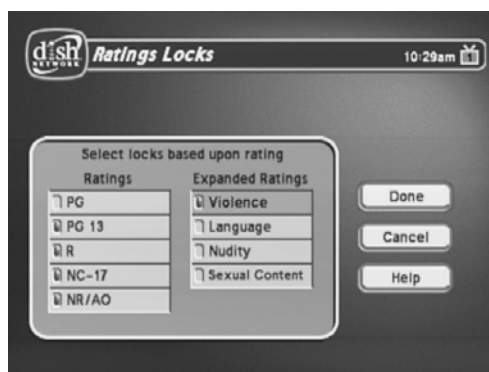 dish
NETWORK
Ratings Locks
10:29am
Select locks based upon rating
Ratings
PG
PG 13
R
NC-17
NR/AO
Expanded Ratings
Violence
Language
Nudity
Sexual Content
Done
Cancel
Help